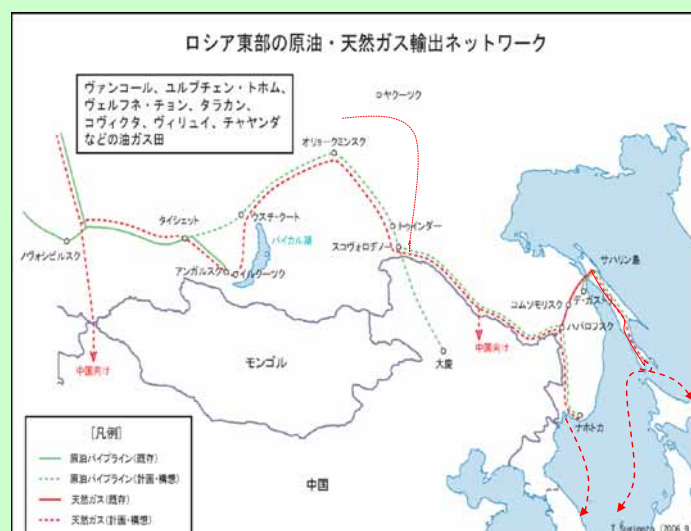 ロシア東部の原油・天然ガス輸出ネットワーク
ヴァンコール、ユルブチェン・トホム、
ヴェルフネ・チョン、タラカン、
コヴィクタ、ヴィリュイ、チャヤンダ
などの油ガス田
ヤクーツク
オリョークミンスク
タイシェット
ウスチ・クート
トゥインダー
スコヴォロヂノー
バイカル湖
ノヴォシビルスク
アンガルスク
イルクーツク
サハリン島
デ・カストリ
コムソモリスク
ハバロフスク
中国向け
モンゴル
中国向け
大慶
ナホトカ
[凡例]
原油パイプライン(既存)
原油パイプライン(計画・構想)
天然ガス(既存)
天然ガス(計画・構想)
中国